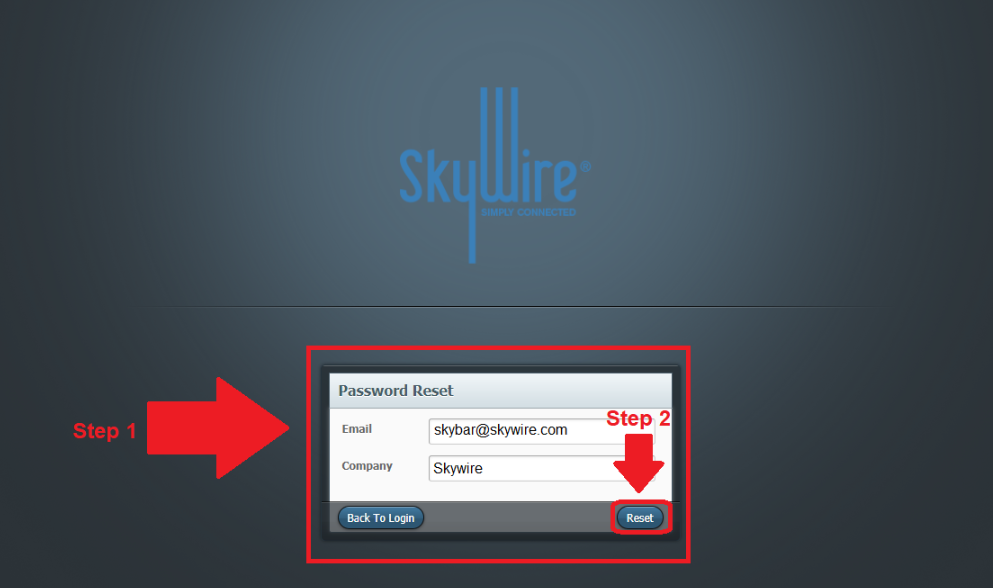 SkyWire®
SIMPLY CONNECTED
Password Reset
Step 1
Step 2
Email
skybar@skywire.com
Company
Skywire
Back To Login
Reset